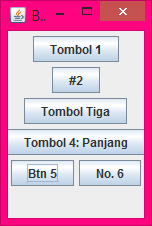 B...
Tombol 1
#2
Tombol Tiga
Tombol 4: Panjang
Btn 5
No. 6